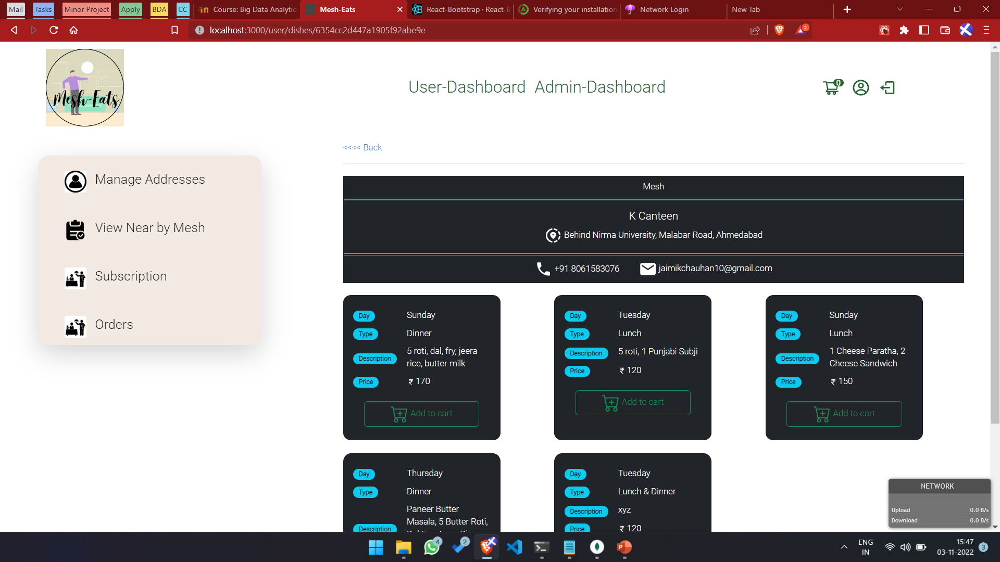 Mail Tasks Minor Project Apply BDA CC Course: Big Data Analytic Mesh-Eats React-Bootstrap · React-B Verifying your installation Network Login New Tab
localhost:3000/user/dishes/6354cc2d447a1905f92abe9e 2
Mesh-Eats
User-Dashboard Admin-Dashboard 0
<<<< Back
Manage Addresses
View Near by Mesh
Subscription
Orders
Mesh
K Canteen
Behind Nirma University, Malabar Road, Ahmedabad
+91 8061583076 jaimikchauhan10@gmail.com
Day Sunday
Type Dinner
Description 5 roti, dal, fry, jeera
rice, butter milk
Price ₹ 170
Add to cart
Day Tuesday
Type Lunch
Description 5 roti, 1 Punjabi Subji
Price ₹ 120
Add to cart
Day Sunday
Type Lunch
Description 1 Cheese Paratha, 2
Cheese Sandwich
Price ₹ 150
Add to cart
Day Thursday
Type Dinner
Paneer Butter
Masala, 5 Butter Roti,
Description
Day Tuesday
Type Lunch & Dinner
Description xyz
Price ₹ 120
NETWORK
Upload 0.0 B/s
Download 0.0 B/s
4 2 P ENG 15:47
IN 03-11-2022 3